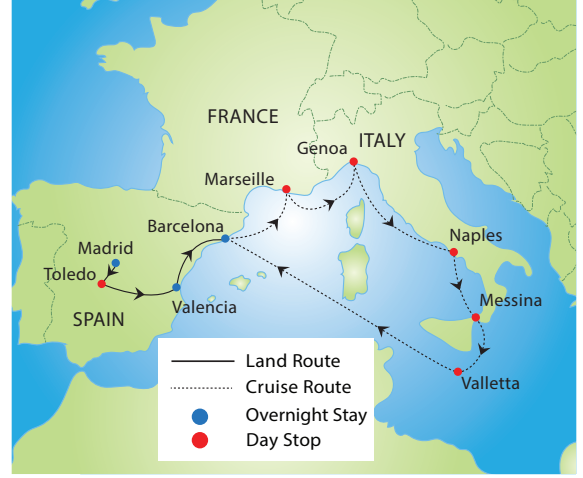 FRANCE
Genoa
ITALY
Marseille
Barcelona
Naples
Madrid
Toledo
Messina
Valencia
SPAIN
Valletta
Land Route
Cruise Route
Overnight Stay
Day Stop